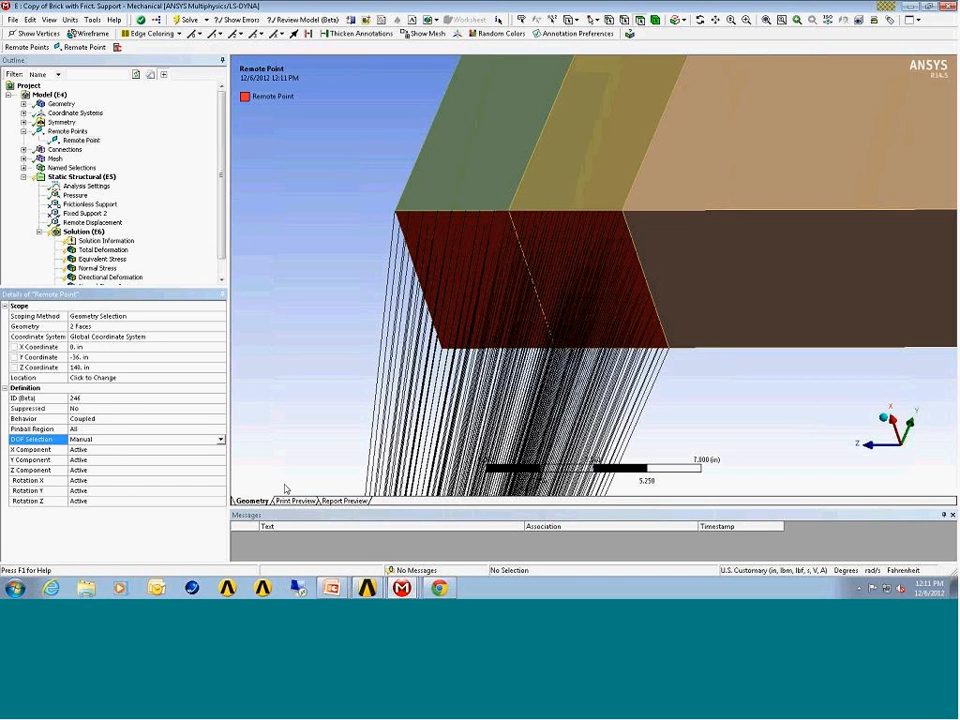 E : Copy of Brick with Frict. Support - Mechanical [ANSYS Multiphysics/LS-DYNA]
File Edit View Units Tools Help Solve ?/ Show Errors ?/ Review Model (Beta) Worksheet
Show Vertices Wireframe Edge Coloring Thicken Annotations Show Mesh Random Colors Annotation Preferences
Remote Points Remote Point
Outline
Filter: Name
Project
Model (E4)
Geometry
Coordinate Systems
Symmetry
Remote Points
Remote Point
Connections
Mesh
Named Selections
Static Structural (E5)
Analysis Settings
Pressure
Frictionless Support
Fixed Support 2
Remote Displacement
Solution (E6)
Solution Information
Total Deformation
Equivalent Stress
Normal Stress
Directional Deformation
Details of "Remote Point"
Scope
Scoping Method Geometry Selection
Geometry 2 Faces
Coordinate System Global Coordinate System
X Coordinate 0. in
Y Coordinate -36. in
Z Coordinate 140. in
Location Click to Change
Definition
ID (Beta) 246
Suppressed No
Behavior Coupled
Pinball Region All
DOF Selection Manual
X Component Active
Y Component Active
Z Component Active
Rotation X Active
Rotation Y Active
Rotation Z Active
Remote Point
12/6/2012 12:11 PM
Remote Point
ANSYS
R14.5
X
Y
Z
7.000 (in)
5.250
Geometry Print Preview Report Preview
Messages
Text Association Timestamp
Press F1 for Help No Messages No Selection U.S. Customary (in, lbm, lbf, s, V, A) Degrees rad/s Fahrenheit
12:11 PM
12/6/2012